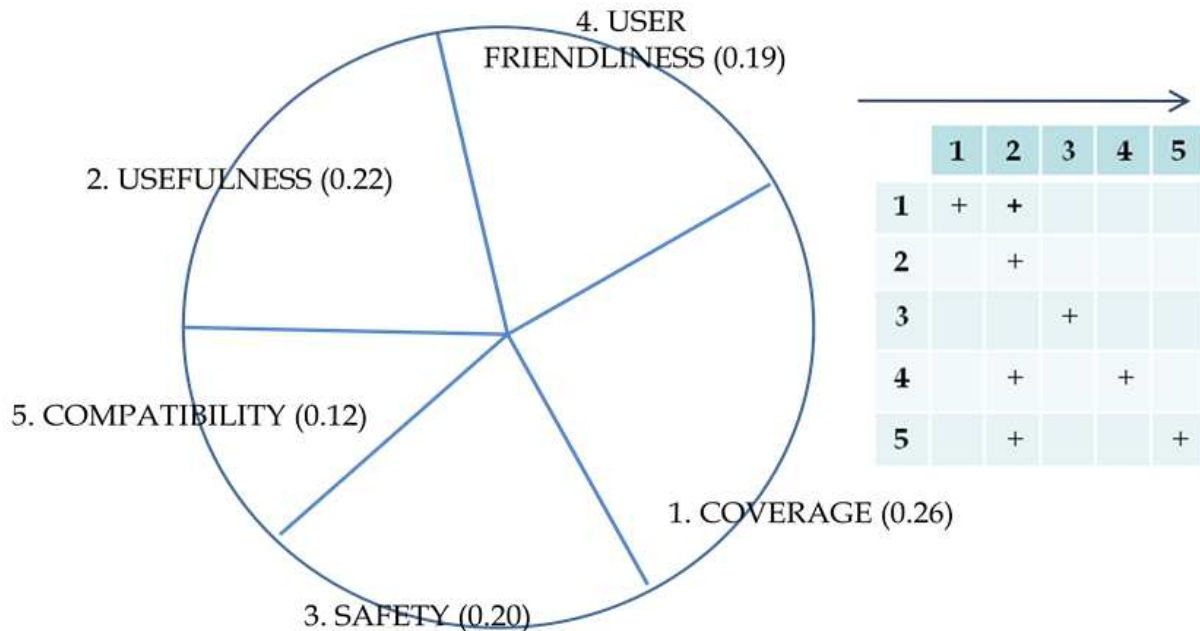 4. USER
FRIENDLINESS (0.19)
2. USEFULNESS (0.22)
5. COMPATIBILITY (0.12)
1. COVERAGE (0.26)
3. SAFETY (0.20)
1 2 3 4 5
1 + +
2 +
3 +
4 + +
5 + +